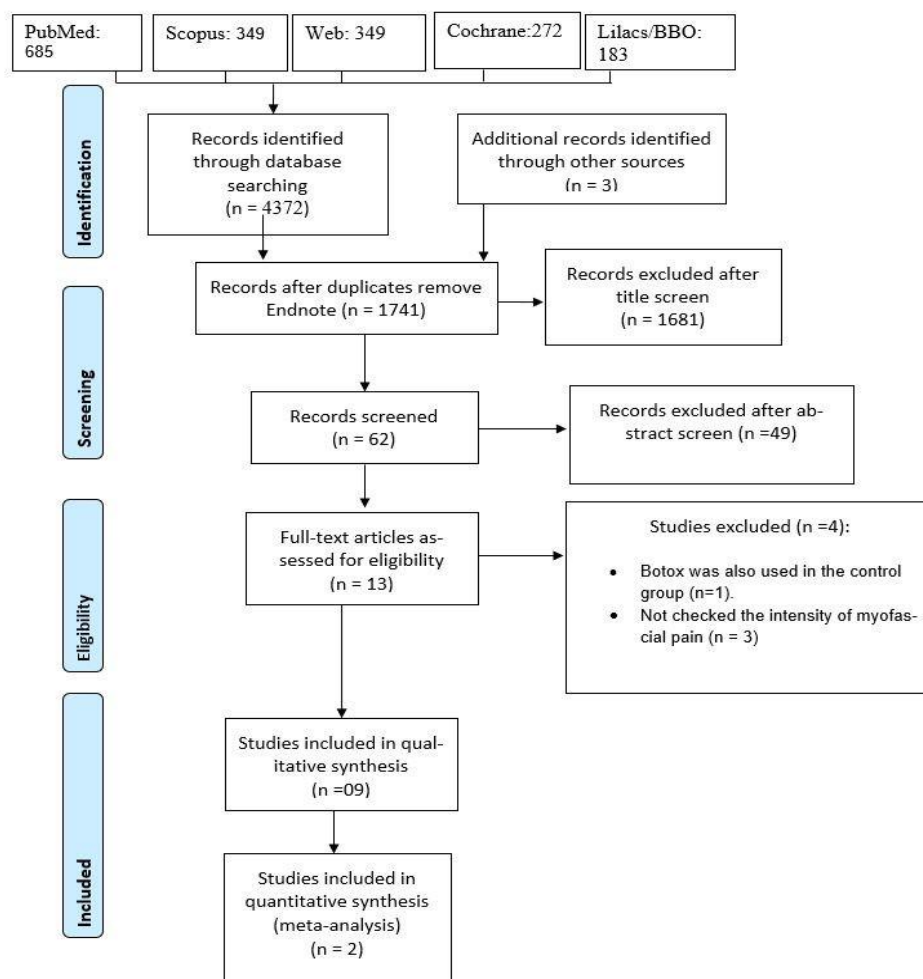 PubMed:
685
Scopus: 349
Web: 349
Cochrane:272
Lilacs/BBO:
183
Identification
Records identified
through database
searching
(n = 4372)
Additional records identified
through other sources
(n = 3)
Records after duplicates remove
Endnote (n = 1741)
Records excluded after
title screen
(n = 1681)
Screening
Records screened
(n = 62)
Records excluded after ab-
stract screen (n =49)
Eligibility
Full-text articles as-
sessed for eligibility
(n = 13)
Studies excluded (n =4):
• Botox was also used in the control
group (n=1).
• Not checked the intensity of myofas-
cial pain (n = 3)
Included
Studies included in qual-
itative synthesis
(n =09)
Studies included in
quantitative synthesis
(meta-analysis)
(n = 2)